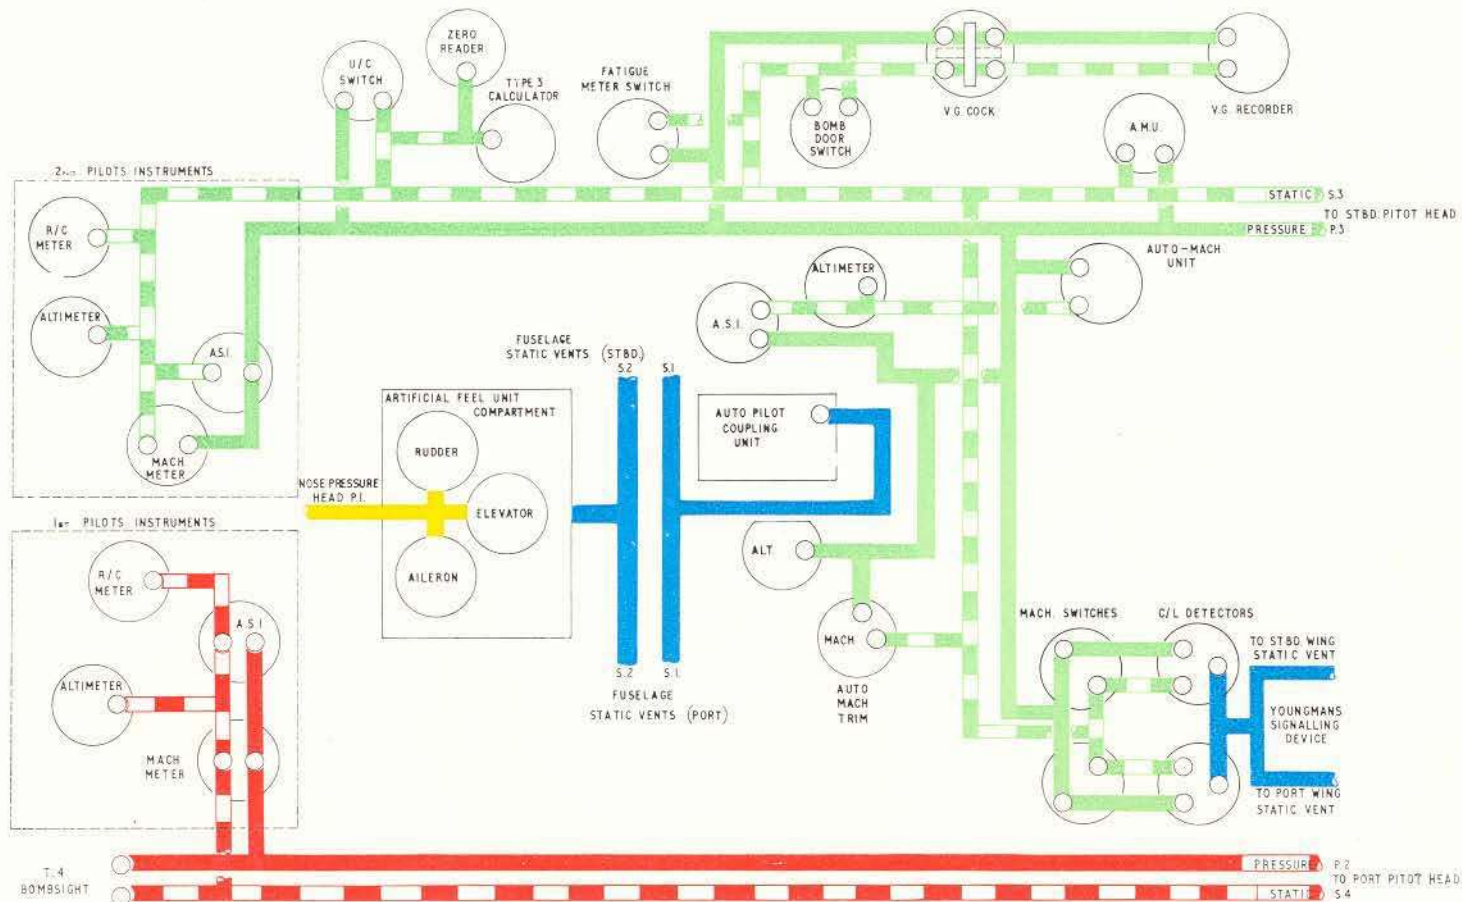 ZERO
READER
U/C
SWITCH
TYPE 3
CALCULATOR
FATIGUE
METER SWITCH
BOMB
DOOR
SWITCH
V.G. COCK
V.G. RECORDER
A.M.U.
2ND PILOTS INSTRUMENTS
R/C
METER
ALTIMETER
A.S.I.
MACH
METER
STATIC S.3
TO STBD. PITOT HEAD
PRESSURE P.3
AUTO-MACH
UNIT
ALTIMETER
A.S.I.
FUSELAGE
STATIC VENTS (STBD.)
S.2 S.1
ARTIFICIAL FEEL UNIT
COMPARTMENT
RUDDER
ELEVATOR
AILERON
NOSE PRESSURE
HEAD P.1.
AUTO PILOT
COUPLING
UNIT
ALT.
MACH.
AUTO
MACH
TRIM
S.2 S.1.
FUSELAGE
STATIC VENTS (PORT)
1ST PILOTS INSTRUMENTS
R/C
METER
A.S.I.
ALTIMETER
MACH
METER
MACH. SWITCHES
C/L DETECTORS
TO STBD. WING
STATIC VENT
YOUNGMANS
SIGNALLING
DEVICE
TO PORT WING
STATIC VENT
T.4
BOMBSIGHT
PRESSURE P.2
TO PORT PITOT HEAD
STATIC S.4